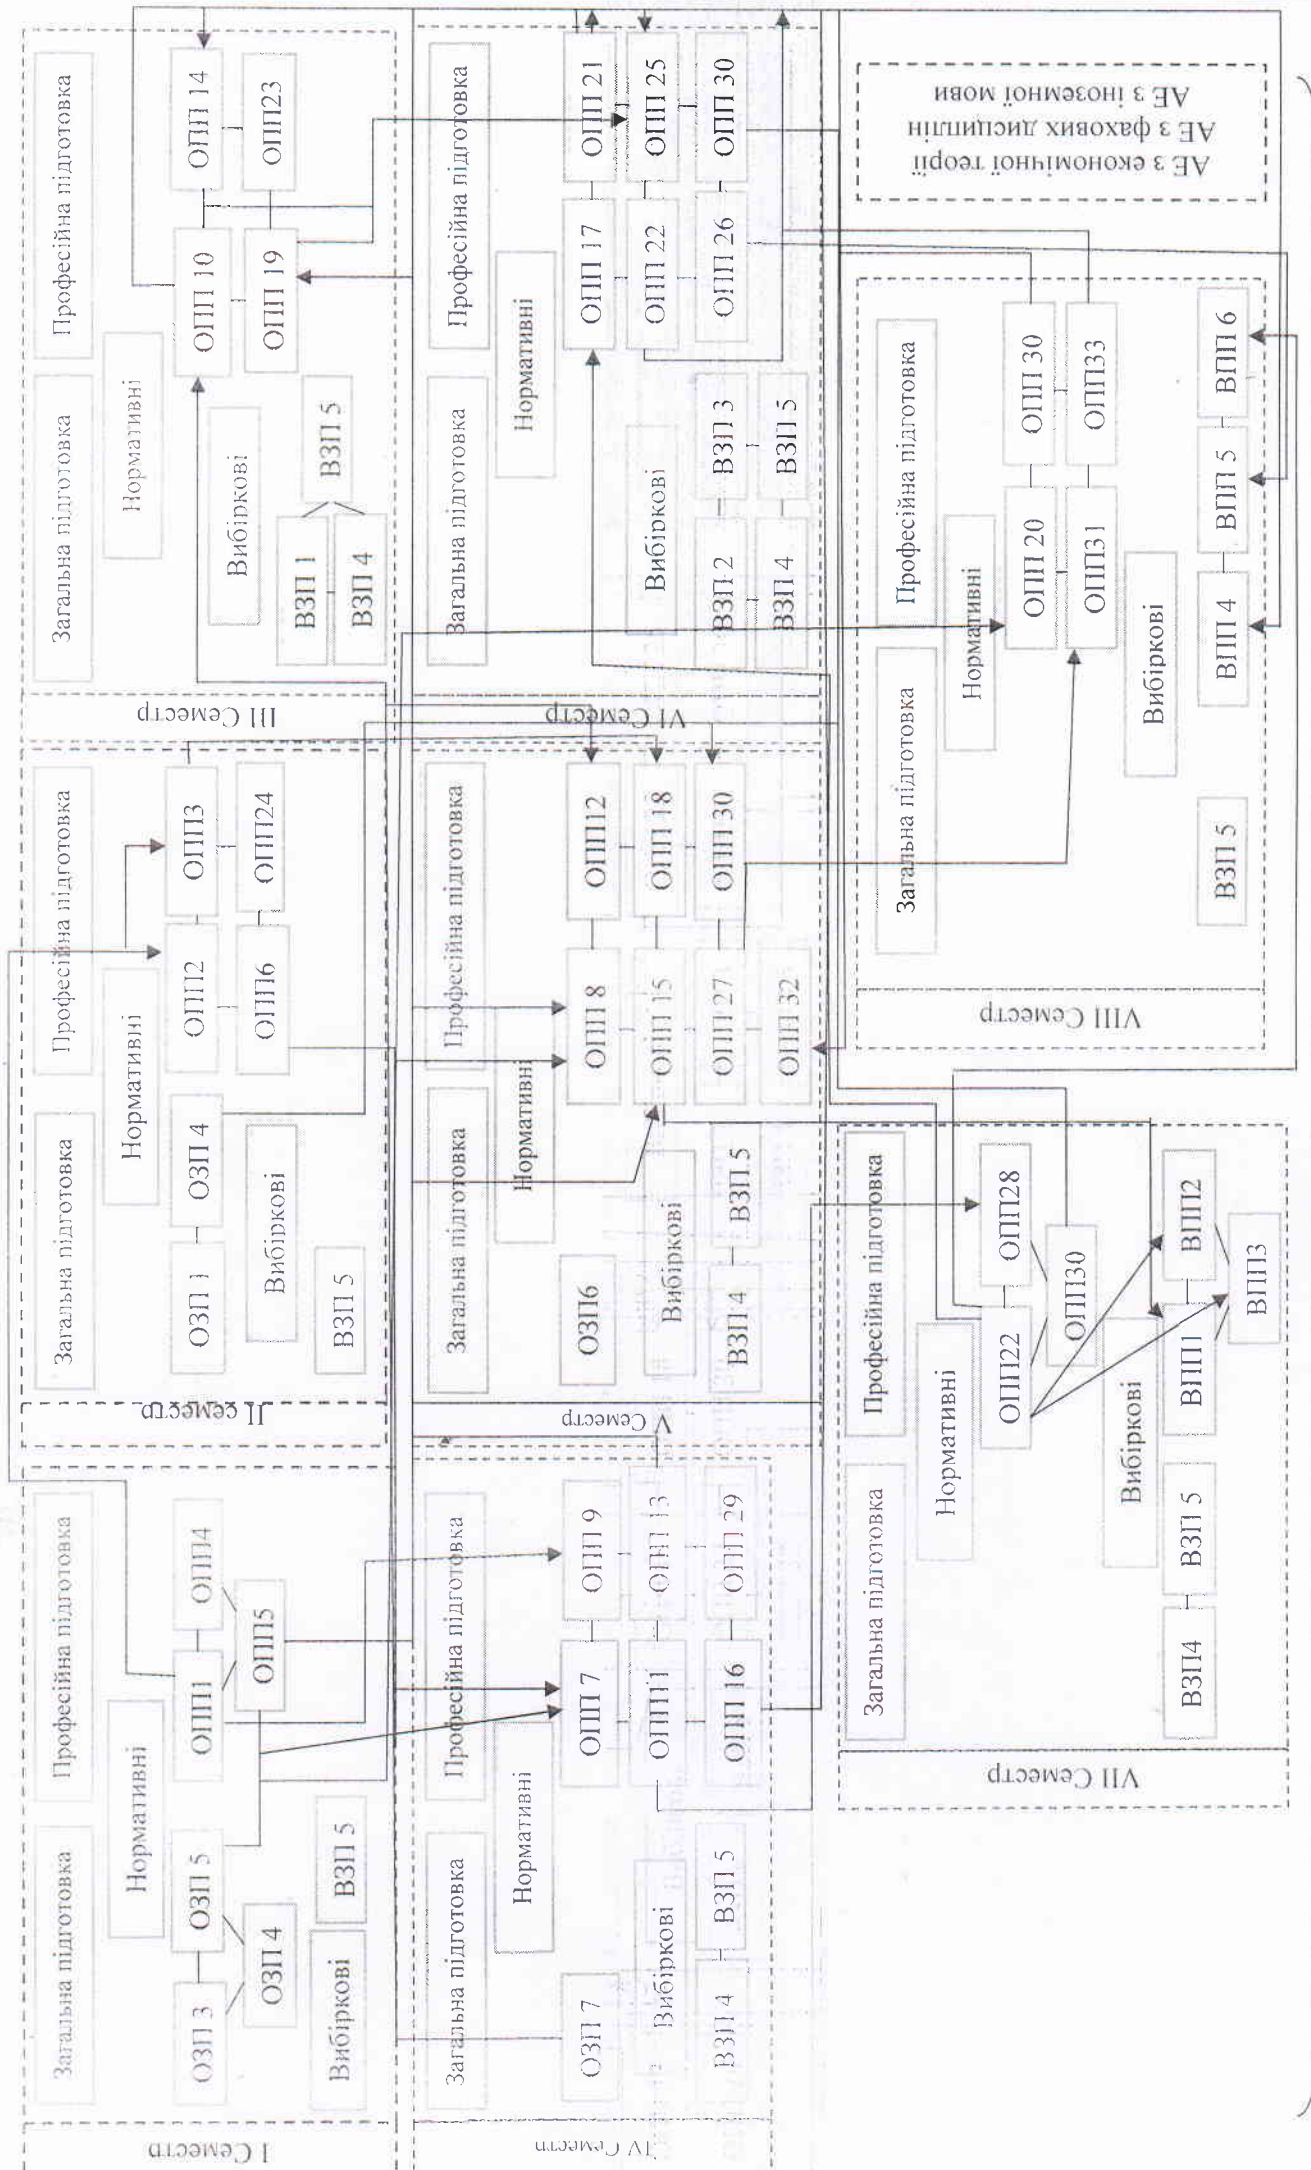 I Семестр
Загальна підготовка
Професійна підготовка
Нормативні
ОЗП 3
ОЗП 5
ОПП1
ОПП4
ОЗП 4
ОПП5
Вибіркові
ВЗП 5
II семестр
Загальна підготовка
Професійна підготовка
Нормативні
ОЗП 1
ОЗП 4
ОПП2
ОПП3
ОПП6
ОПП24
Вибіркові
ВЗП 5
III Семестр
Загальна підготовка
Професійна підготовка
Нормативні
ОПП 10
ОПП 14
Вибіркові
ОПП 19
ОПП23
ВЗП 1
ВЗП 5
ВЗП 4
IV Семестр
Загальна підготовка
Професійна підготовка
Нормативні
ОЗП 7
ОПП 7
ОПП 9
Вибіркові
ОПП11
ОПП 13
ВЗП 4
ВЗП 5
ОПП 16
ОПП 29
V Семестр
Загальна підготовка
Професійна підготовка
Нормативні
ОЗП6
ОПП 8
ОПП12
Вибіркові
ОПП 15
ОПП 18
ВЗП 4
ВЗП 5
ОПП 27
ОПП 30
ОПП 32
VI Семестр
Загальна підготовка
Професійна підготовка
Нормативні
ОПП 17
ОПП 21
Вибіркові
ОПП 22
ОПП 25
ВЗП 2
ВЗП 3
ОПП 26
ОПП 30
ВЗП 4
ВЗП 5
VII Семестр
Загальна підготовка
Професійна підготовка
Нормативні
ОПП22
ОПП28
ОПП30
Вибіркові
ВЗП4
ВЗП 5
ВПП1
ВПП2
ВПП3
VIII Семестр
Загальна підготовка
Професійна підготовка
Нормативні
ОПП 20
ОПП 30
ОПП31
ОПП33
Вибіркові
ВЗП 5
ВПП 4
ВПП 5
ВПП 6
АЕ з економічної теорії
АЕ з фахових дисциплін
АЕ з іноземної мови